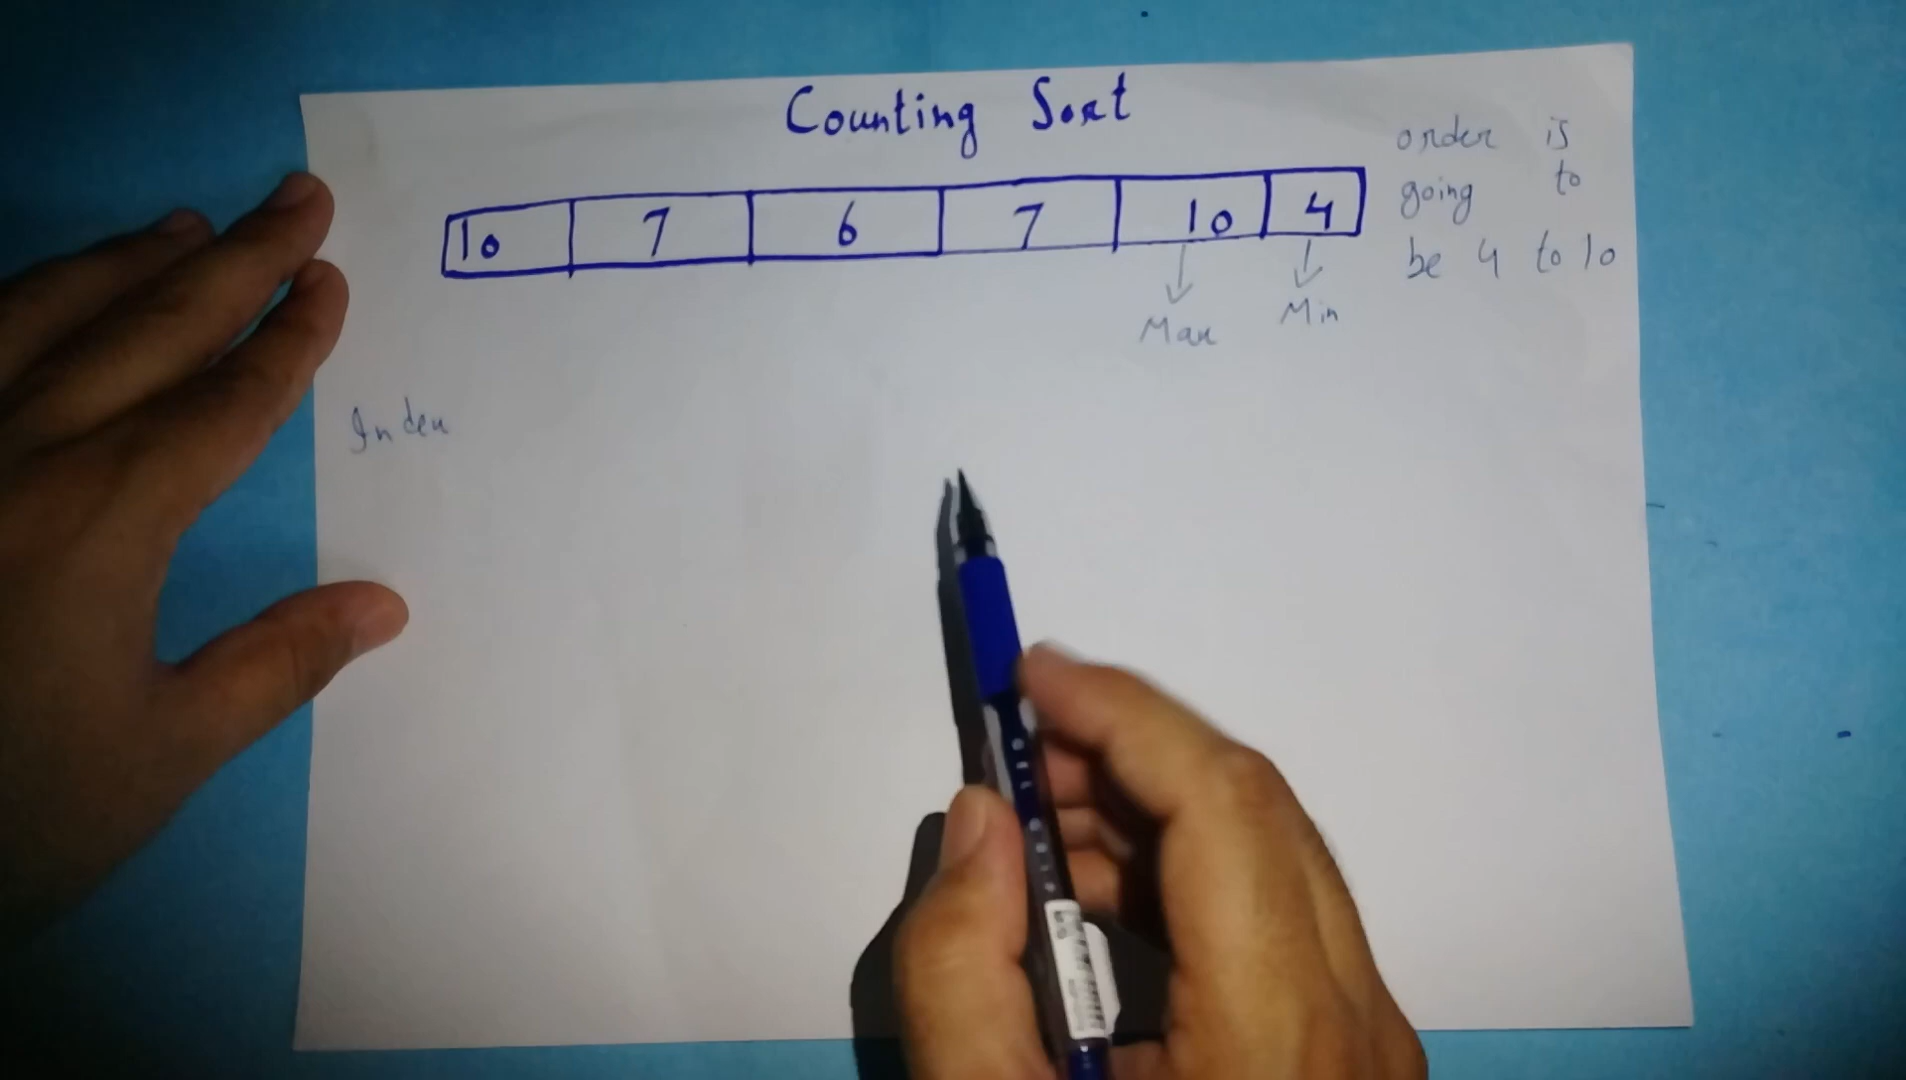 Counting Sort
order is
going to
be 4 to 10
10 7 6 7 10 4
Max Min
Index